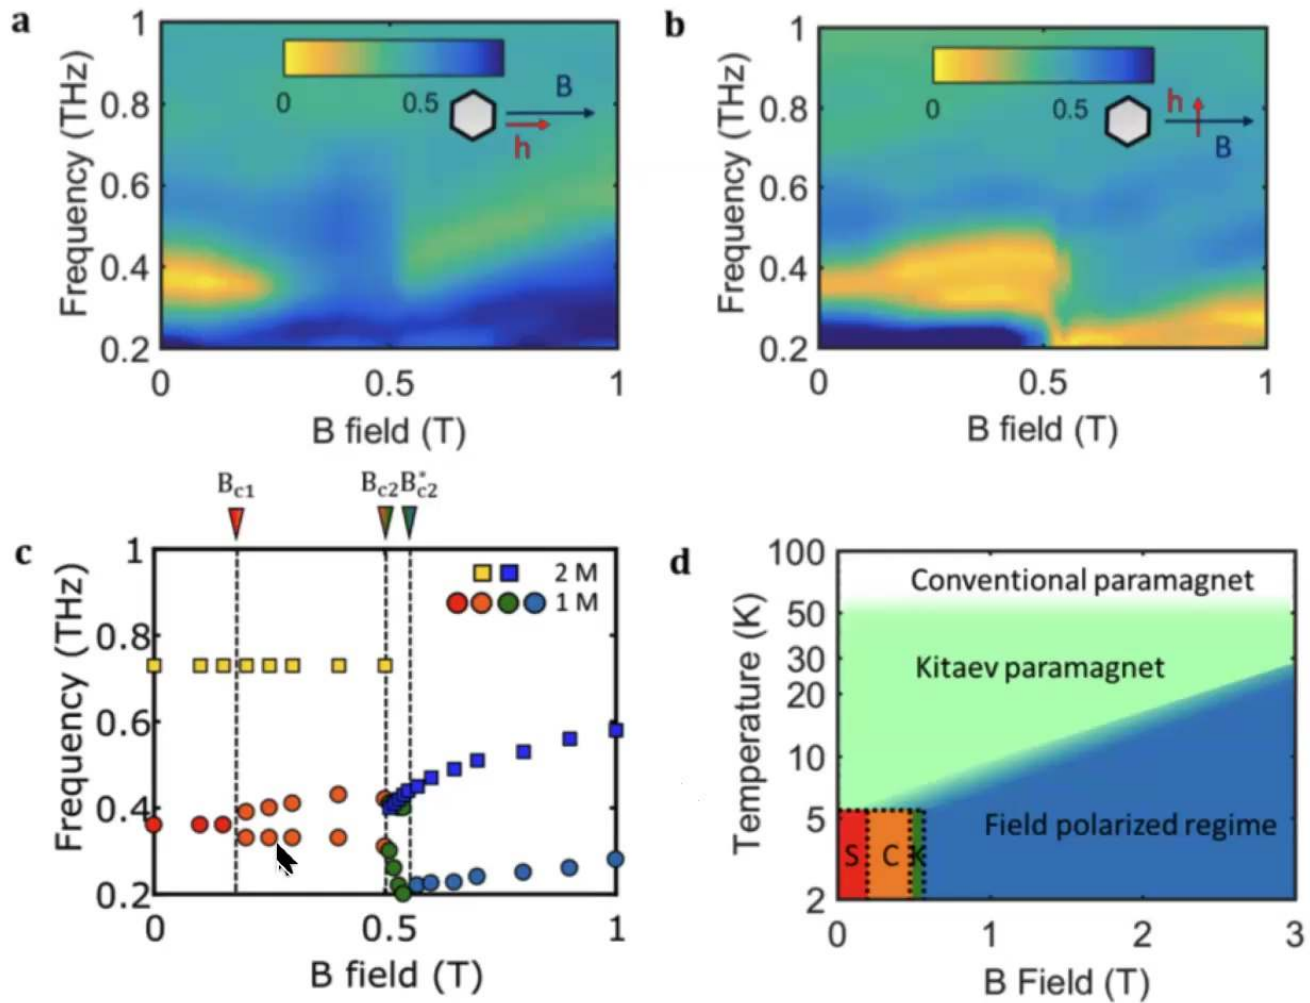 a
b
Frequency (THz)
1
0.8
0.6
0.4
0.2
0
0.5
B
h
0
0.5
1
B field (T)
Frequency (THz)
1
0.8
0.6
0.4
0.2
0
0.5
h
B
0
0.5
1
B field (T)
c
B_c1
B_c2 B*_c2
Frequency (THz)
1
0.8
0.6
0.4
0.2
2 M
1 M
0
0.5
1
B field (T)
d
Temperature (K)
100
50
30
20
10
5
2
Conventional paramagnet
Kitaev paramagnet
Field polarized regime
S C K
0
1
2
3
B Field (T)